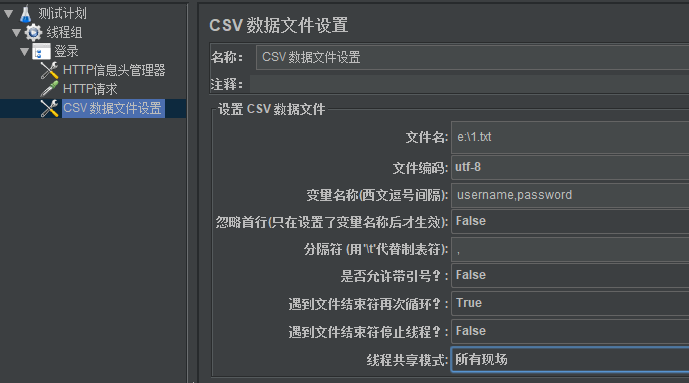 测试计划
线程组
登录
HTTP信息头管理器
HTTP请求
CSV 数据文件设置
CSV 数据文件设置
名称: CSV 数据文件设置
注释:
设置 CSV 数据文件
文件名: e:\1.txt
文件编码: utf-8
变量名称(西文逗号间隔): username,password
忽略首行(只在设置了变量名称后才生效): False
分隔符 (用'\t'代替制表符): ,
是否允许带引号?: False
遇到文件结束符再次循环?: True
遇到文件结束符停止线程?: False
线程共享模式: 所有现场